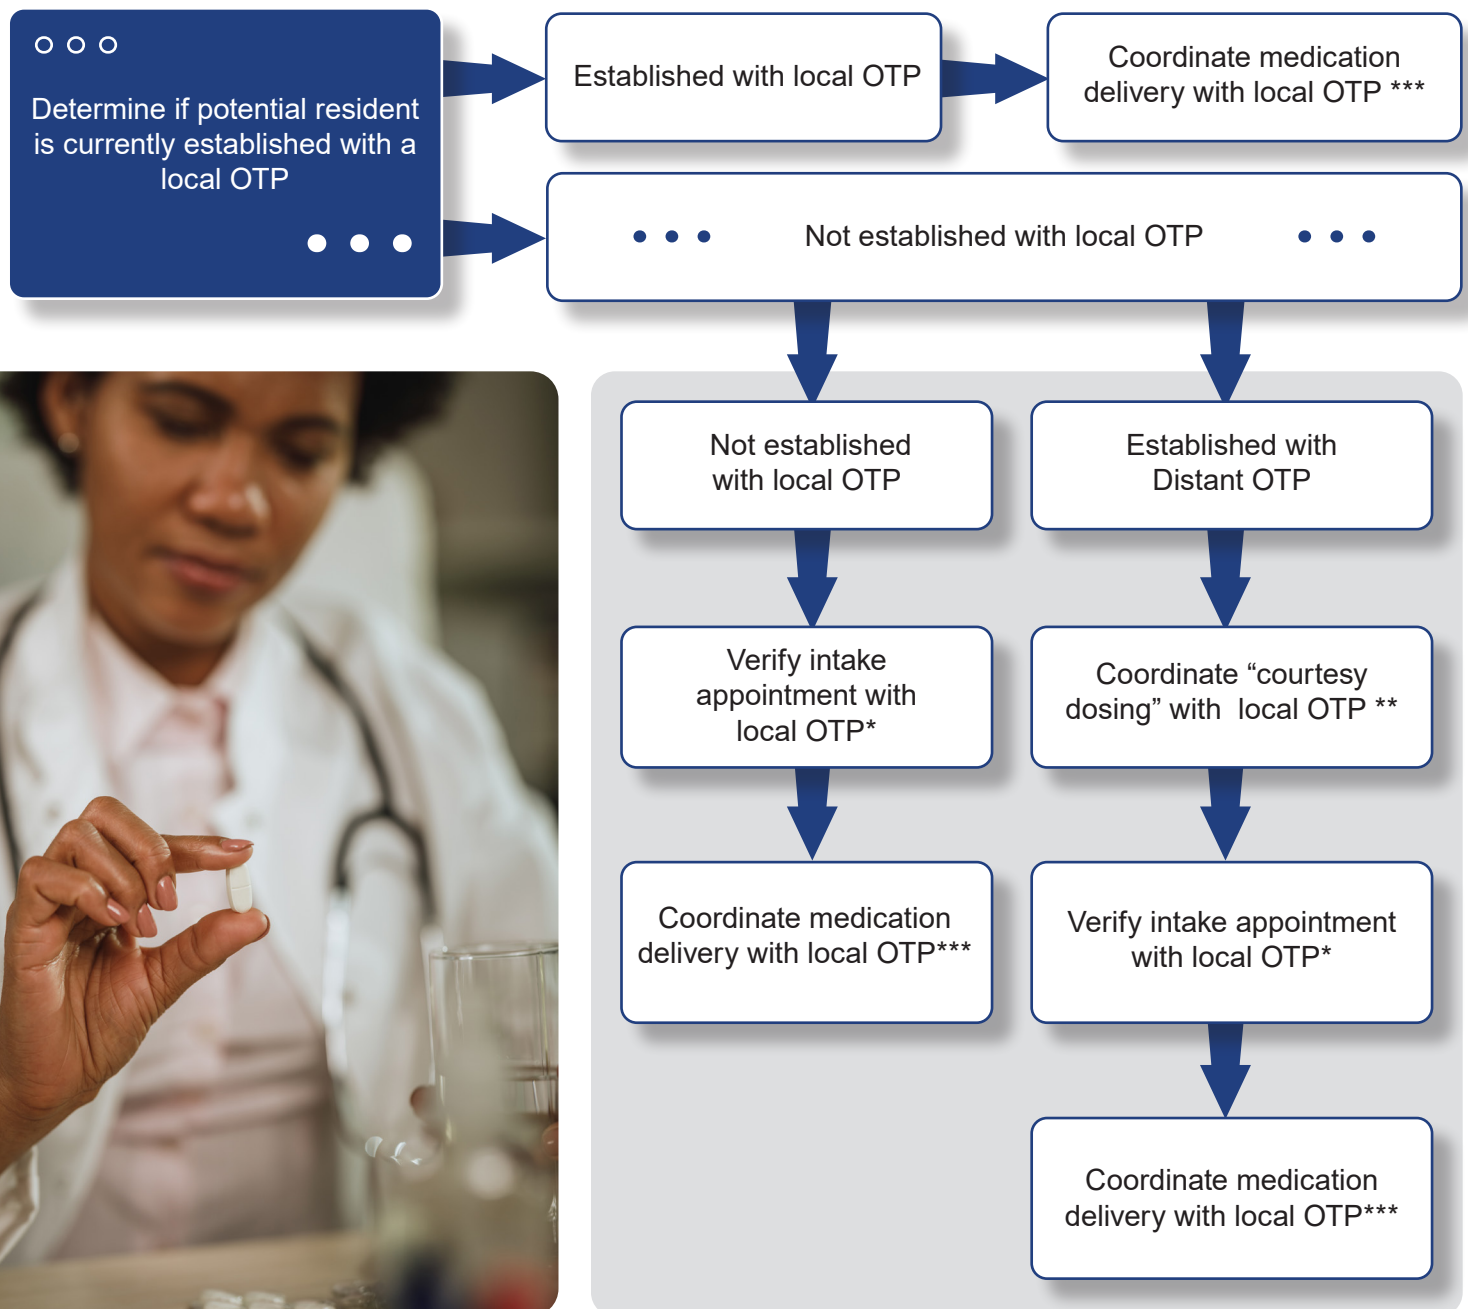 Determine if potential resident
is currently established with a
local OTP
Established with local OTP
Coordinate medication
delivery with local OTP ***
Not established with local OTP
Not established
with local OTP
Verify intake
appointment with
local OTP*
Coordinate medication
delivery with local OTP***
Established with
Distant OTP
Coordinate “courtesy
dosing” with  local OTP **
Verify intake appointment
with local OTP*
Coordinate medication
delivery with local OTP***